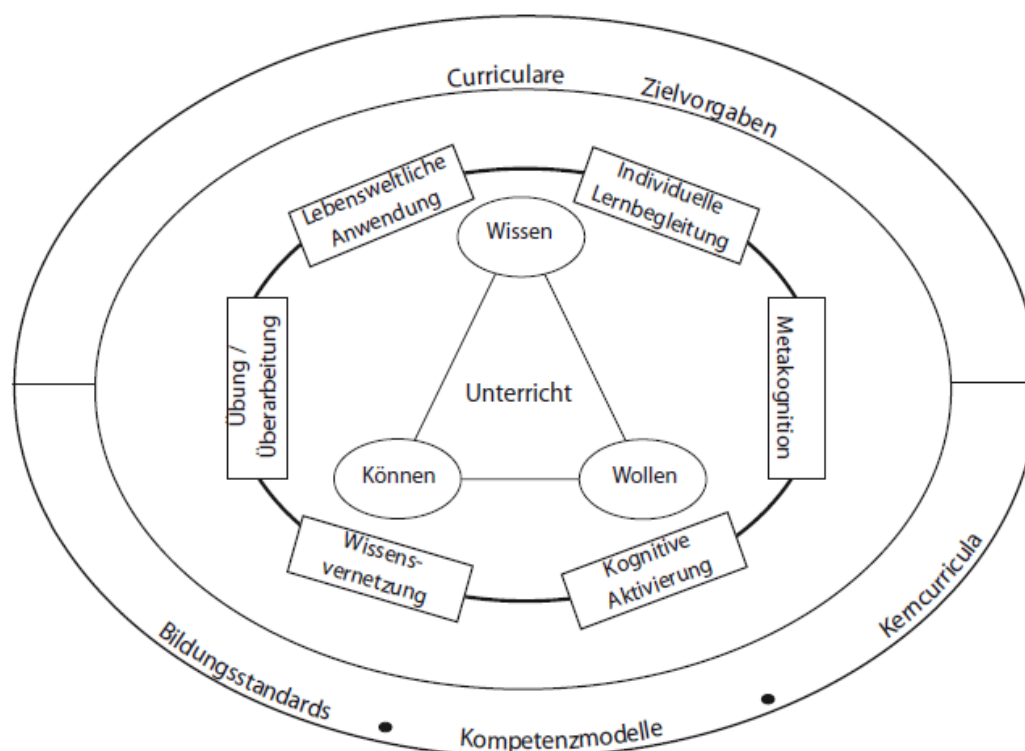 Curriculare Zielvorgaben
Lebensweltliche
Anwendung
Individuelle
Lernbegleitung
Wissen
Übung /
Überarbeitung
Unterricht
Metakognition
Können
Wollen
Wissens-
vernetzung
Kognitive
Aktivierung
Bildungsstandards • Kompetenzmodelle • Kerncurricula